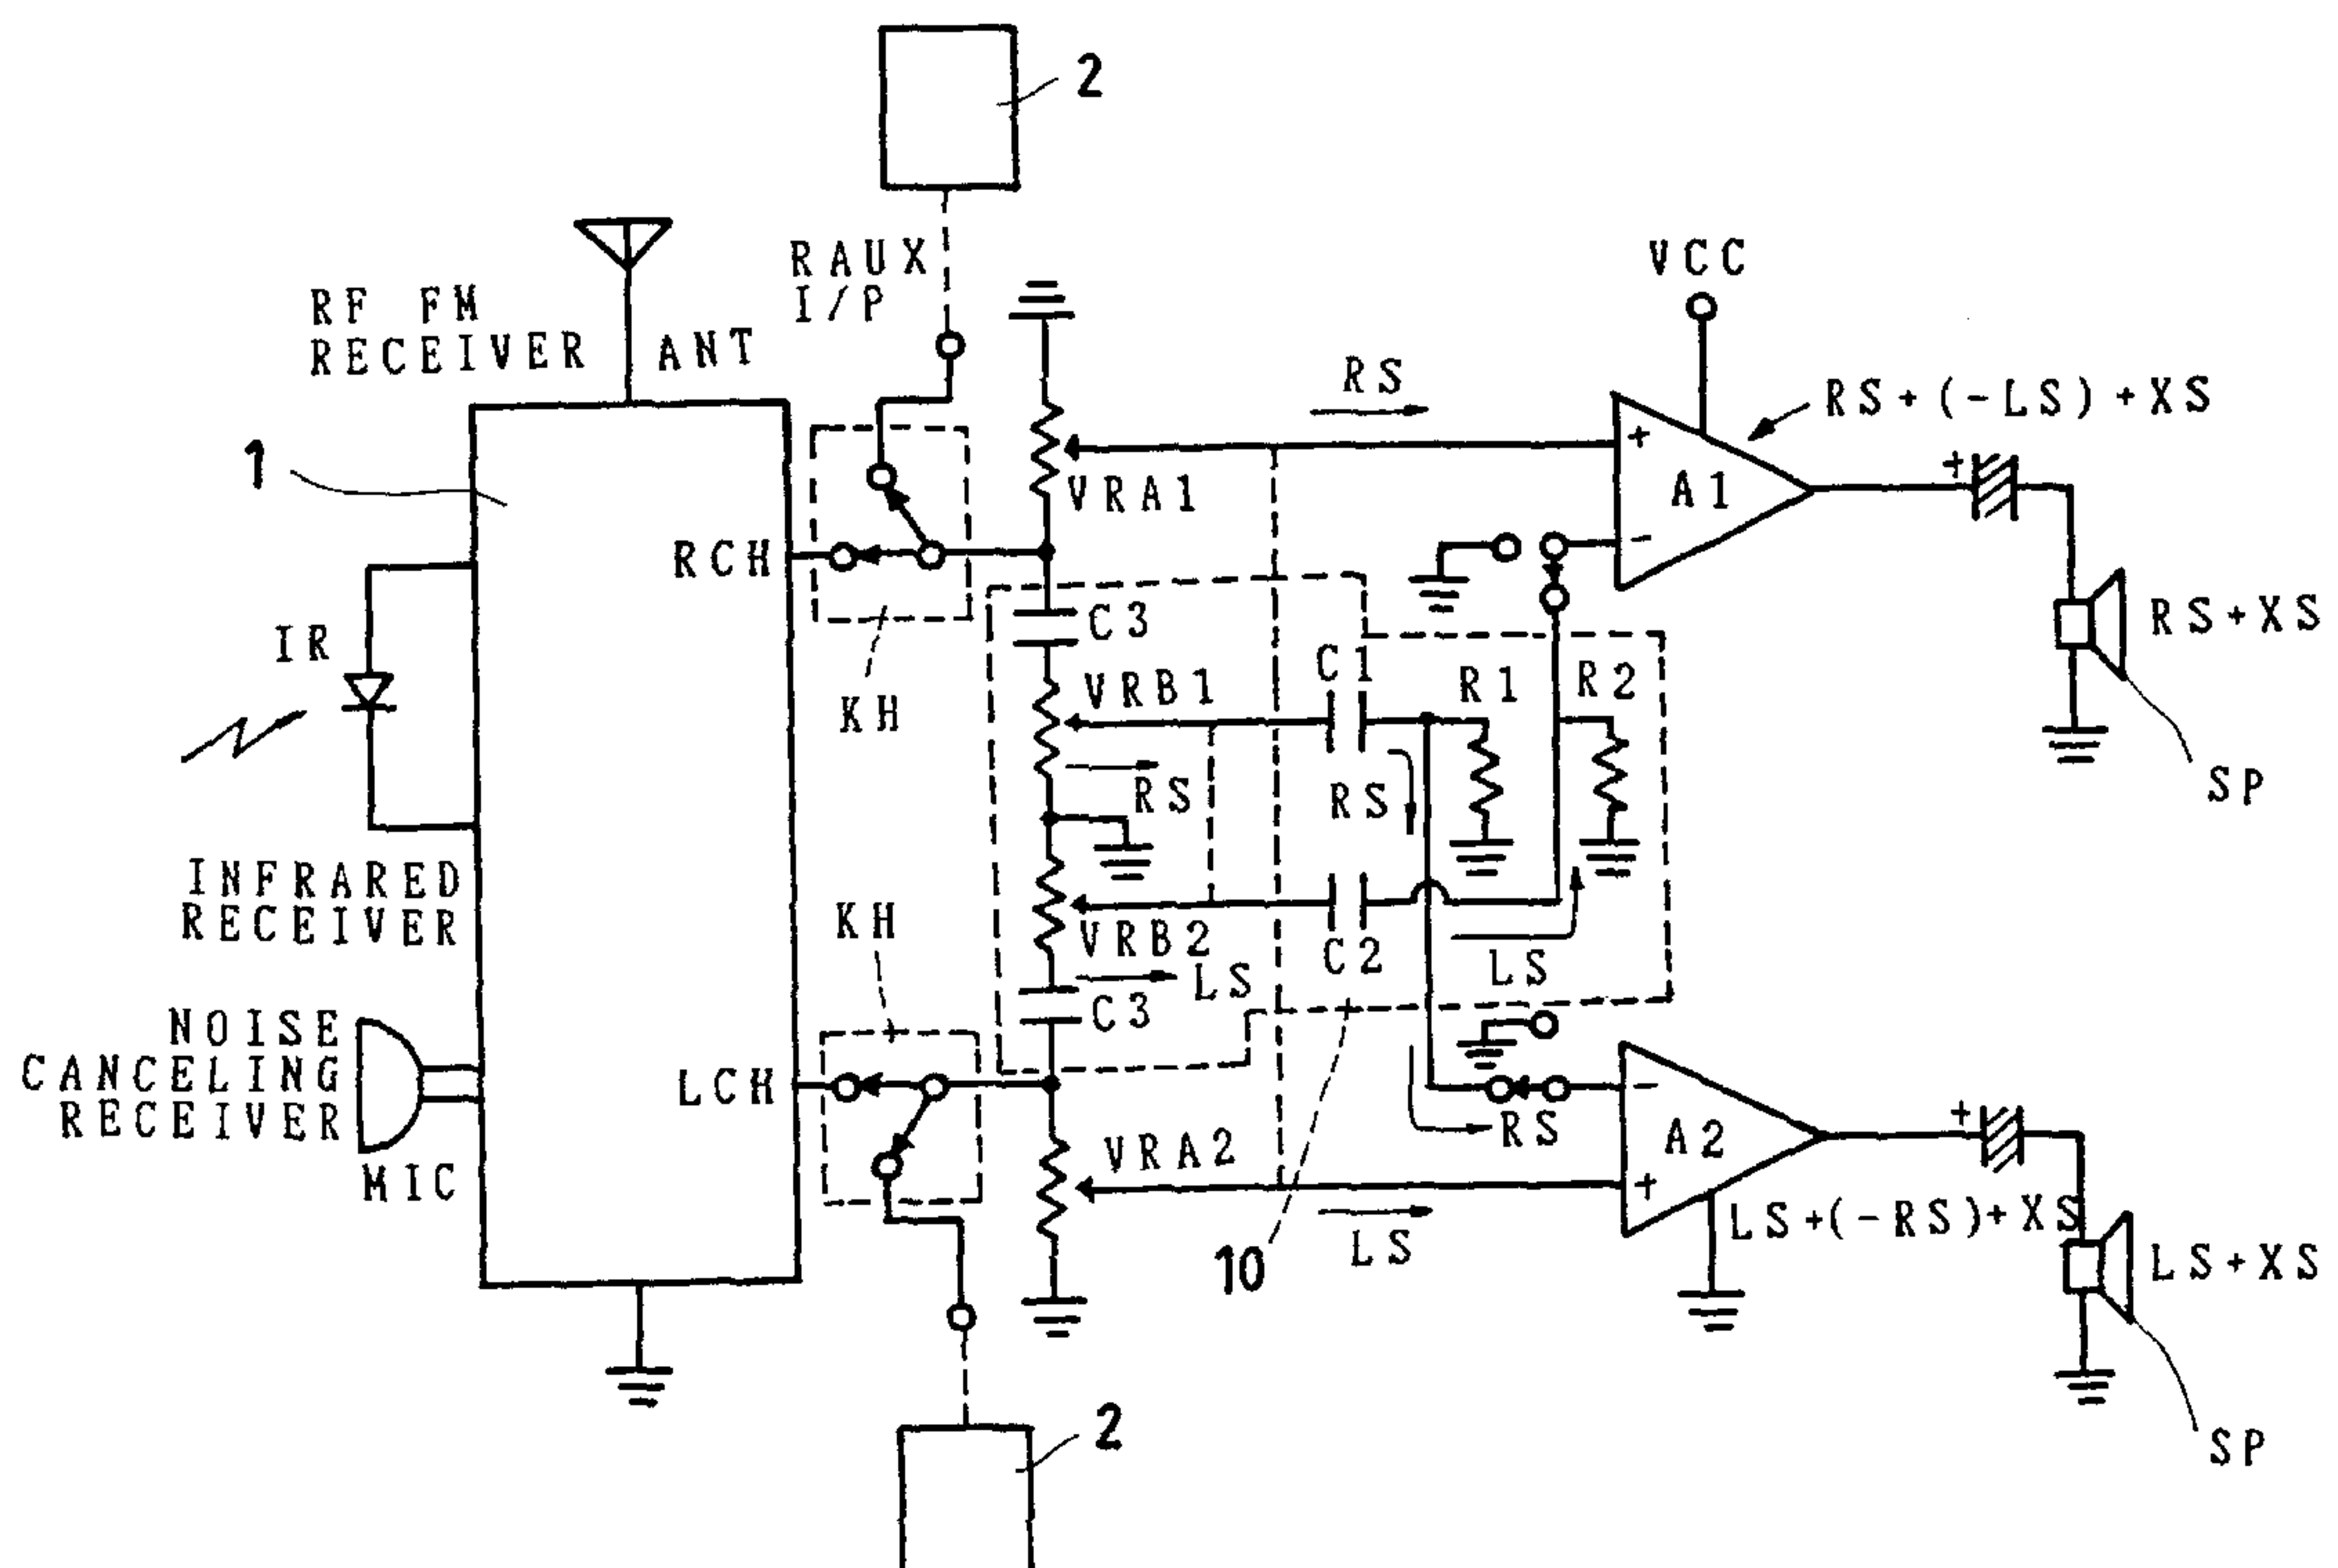 2
RAUX
I/P
VCC
RF FM
RECEIVER
ANT
RS
RS+(-LS)+XS
1
+
+
VRA1
A1
RCH
-
C3
IR
RS+XS
KH
VRB1
C1
R1
R2
RS
RS
SP
INFRARED
RECEIVER
KH
VRB2
C2
LS
LS
C3
NOISE
CANCELING
RECEIVER
MIC
LCH
-
RS
A2
+
VRA2
+
LS+(-RS)+XS
10
LS
LS+XS
2
SP